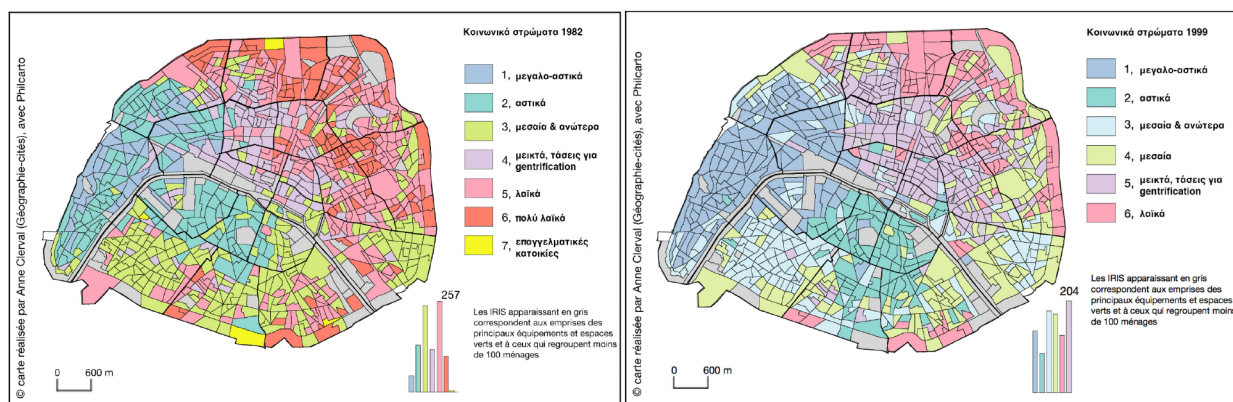 © carte réalisée par Anne Clerval (Géographie-cités), avec Philcarto
Κοινωνικά στρώματα 1982
1, μεγαλο-αστικά
2, αστικά
3, μεσαία & ανώτερα
4, μεικτά, τάσεις για
gentrification
5, λαϊκά
6, πολύ λαϊκά
7, επαγγελματικές
κατοικίες
257
Les IRIS apparaissant en gris
correspondent aux emprises des
principaux équipements et espaces
verts et à ceux qui regroupent moins
de 100 ménages
0 600 m
© carte réalisée par Anne Clerval (Géographie-cités), avec Philcarto
Κοινωνικά στρώματα 1999
1, μεγαλο-αστικά
2, αστικά
3, μεσαία & ανώτερα
4, μεσαία
5, μεικτά, τάσεις για
gentrification
6, λαϊκά
204
Les IRIS apparaissant en gris
correspondent aux emprises des
principaux équipements et espaces
verts et à ceux qui regroupent moins
de 100 ménages
0 600 m